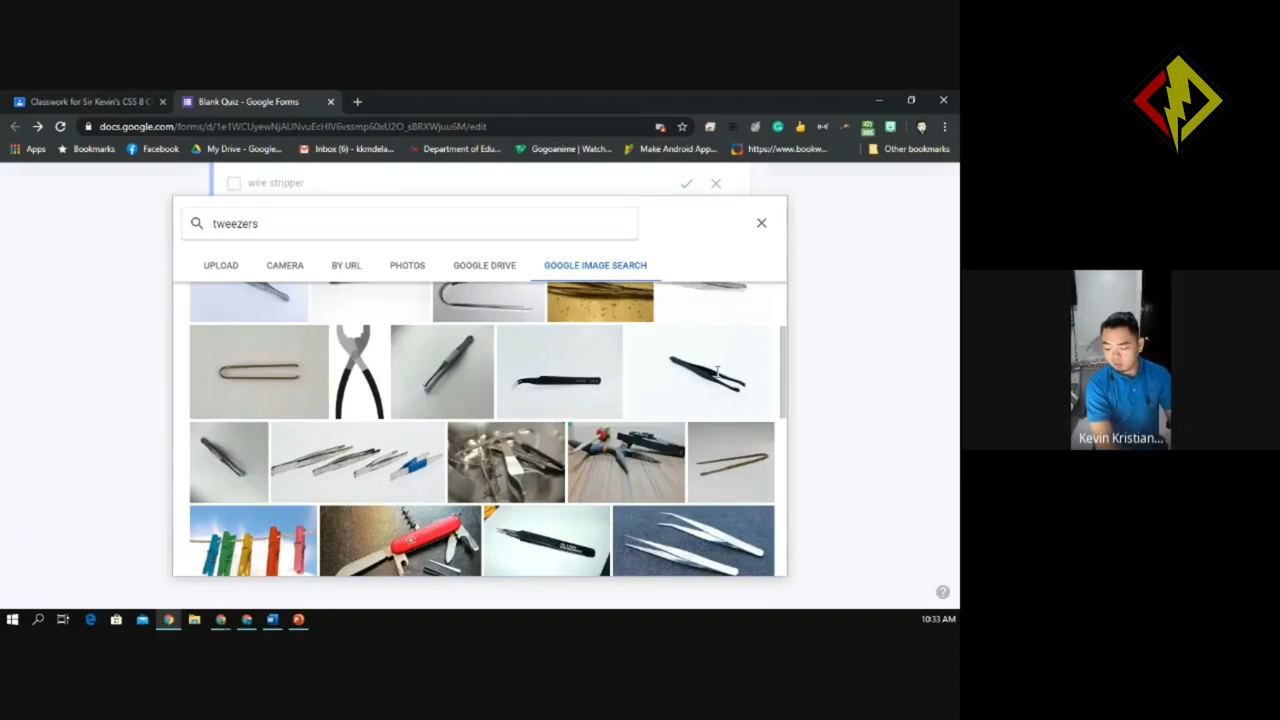 Classwork for Sir Kevin's CSS 8 C
Blank Quiz - Google Forms
docs.google.com/forms/d/1e1WCUyewNjAUNvuEcHIV6vssmp60xU2O_sBRXWjuu6M/edit
Apps
Bookmarks
Facebook
My Drive - Google...
Inbox (6) - kkmdela...
Department of Edu...
Gogoanime | Watch...
Make Android App...
https://www.bookw...
Other bookmarks
wire stripper
tweezers
UPLOAD
CAMERA
BY URL
PHOTOS
GOOGLE DRIVE
GOOGLE IMAGE SEARCH
Kevin Kristian...
10:33 AM